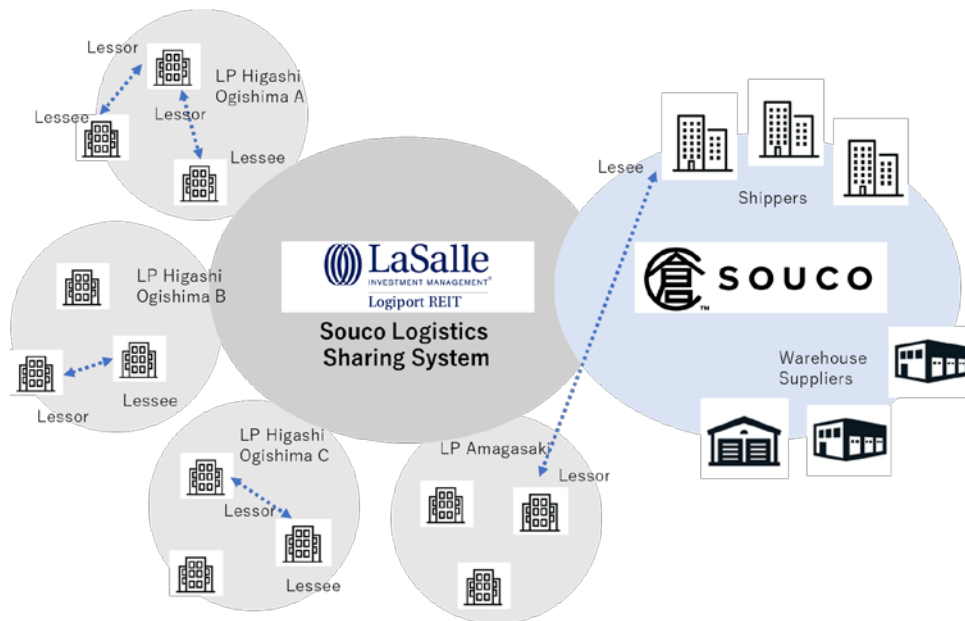 Lessor
LP Higashi
Ogishima A
Lessee
Lessor
Lessee
LP Higashi
Ogishima B
Lessor
Lessee
LP Higashi
Ogishima C
Lessor
Lessee
LaSalle
INVESTMENT MANAGEMENT®
Logiport REIT
Souco Logistics
Sharing System
LP Amagasaki
Lessor
Lesee
Shippers
倉 SOUCO
TM
Warehouse
Suppliers